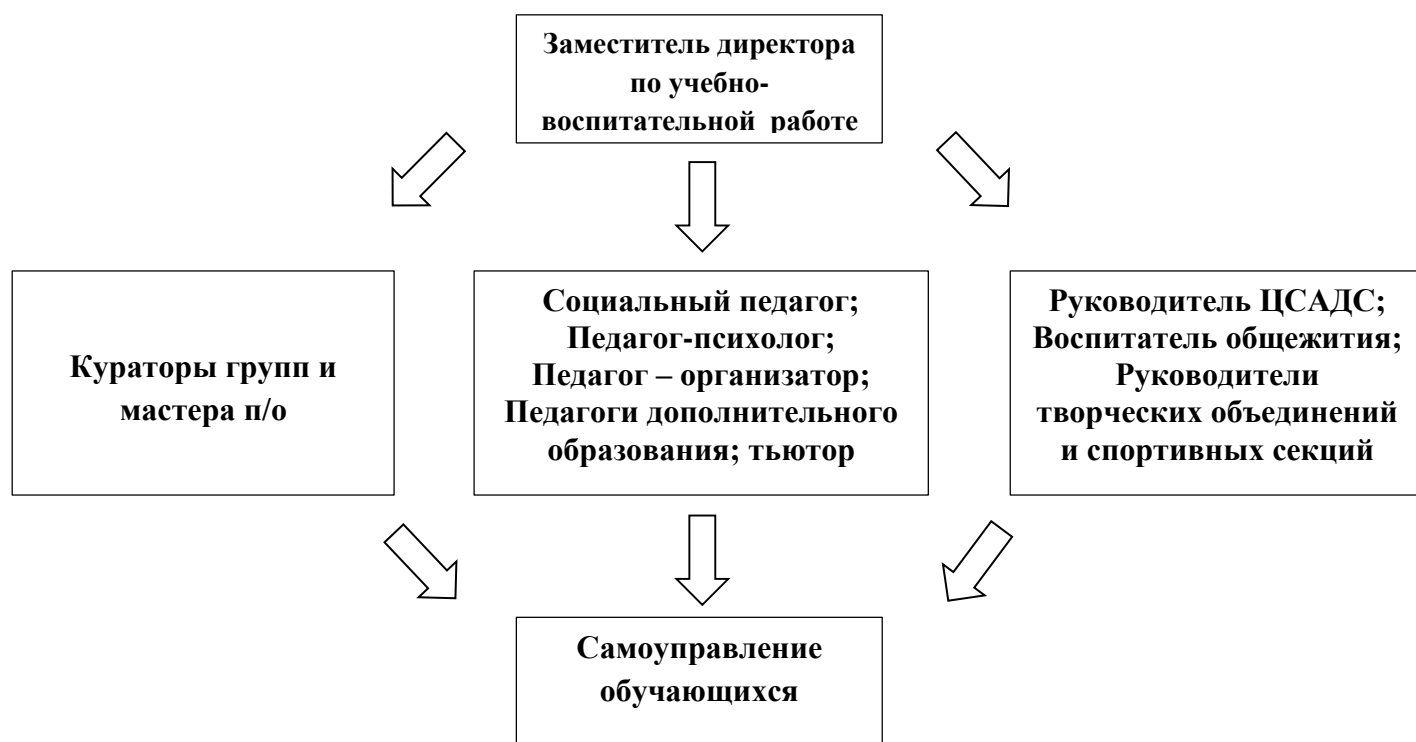 Заместитель директора
по учебно-
воспитательной работе
Кураторы групп и
мастера п/о
Социальный педагог;
Педагог-психолог;
Педагог – организатор;
Педагоги дополнительного
образования; тьютор
Руководитель ЦСАДС;
Воспитатель общежития;
Руководители
творческих объединений
и спортивных секций
Самоуправление
обучающихся